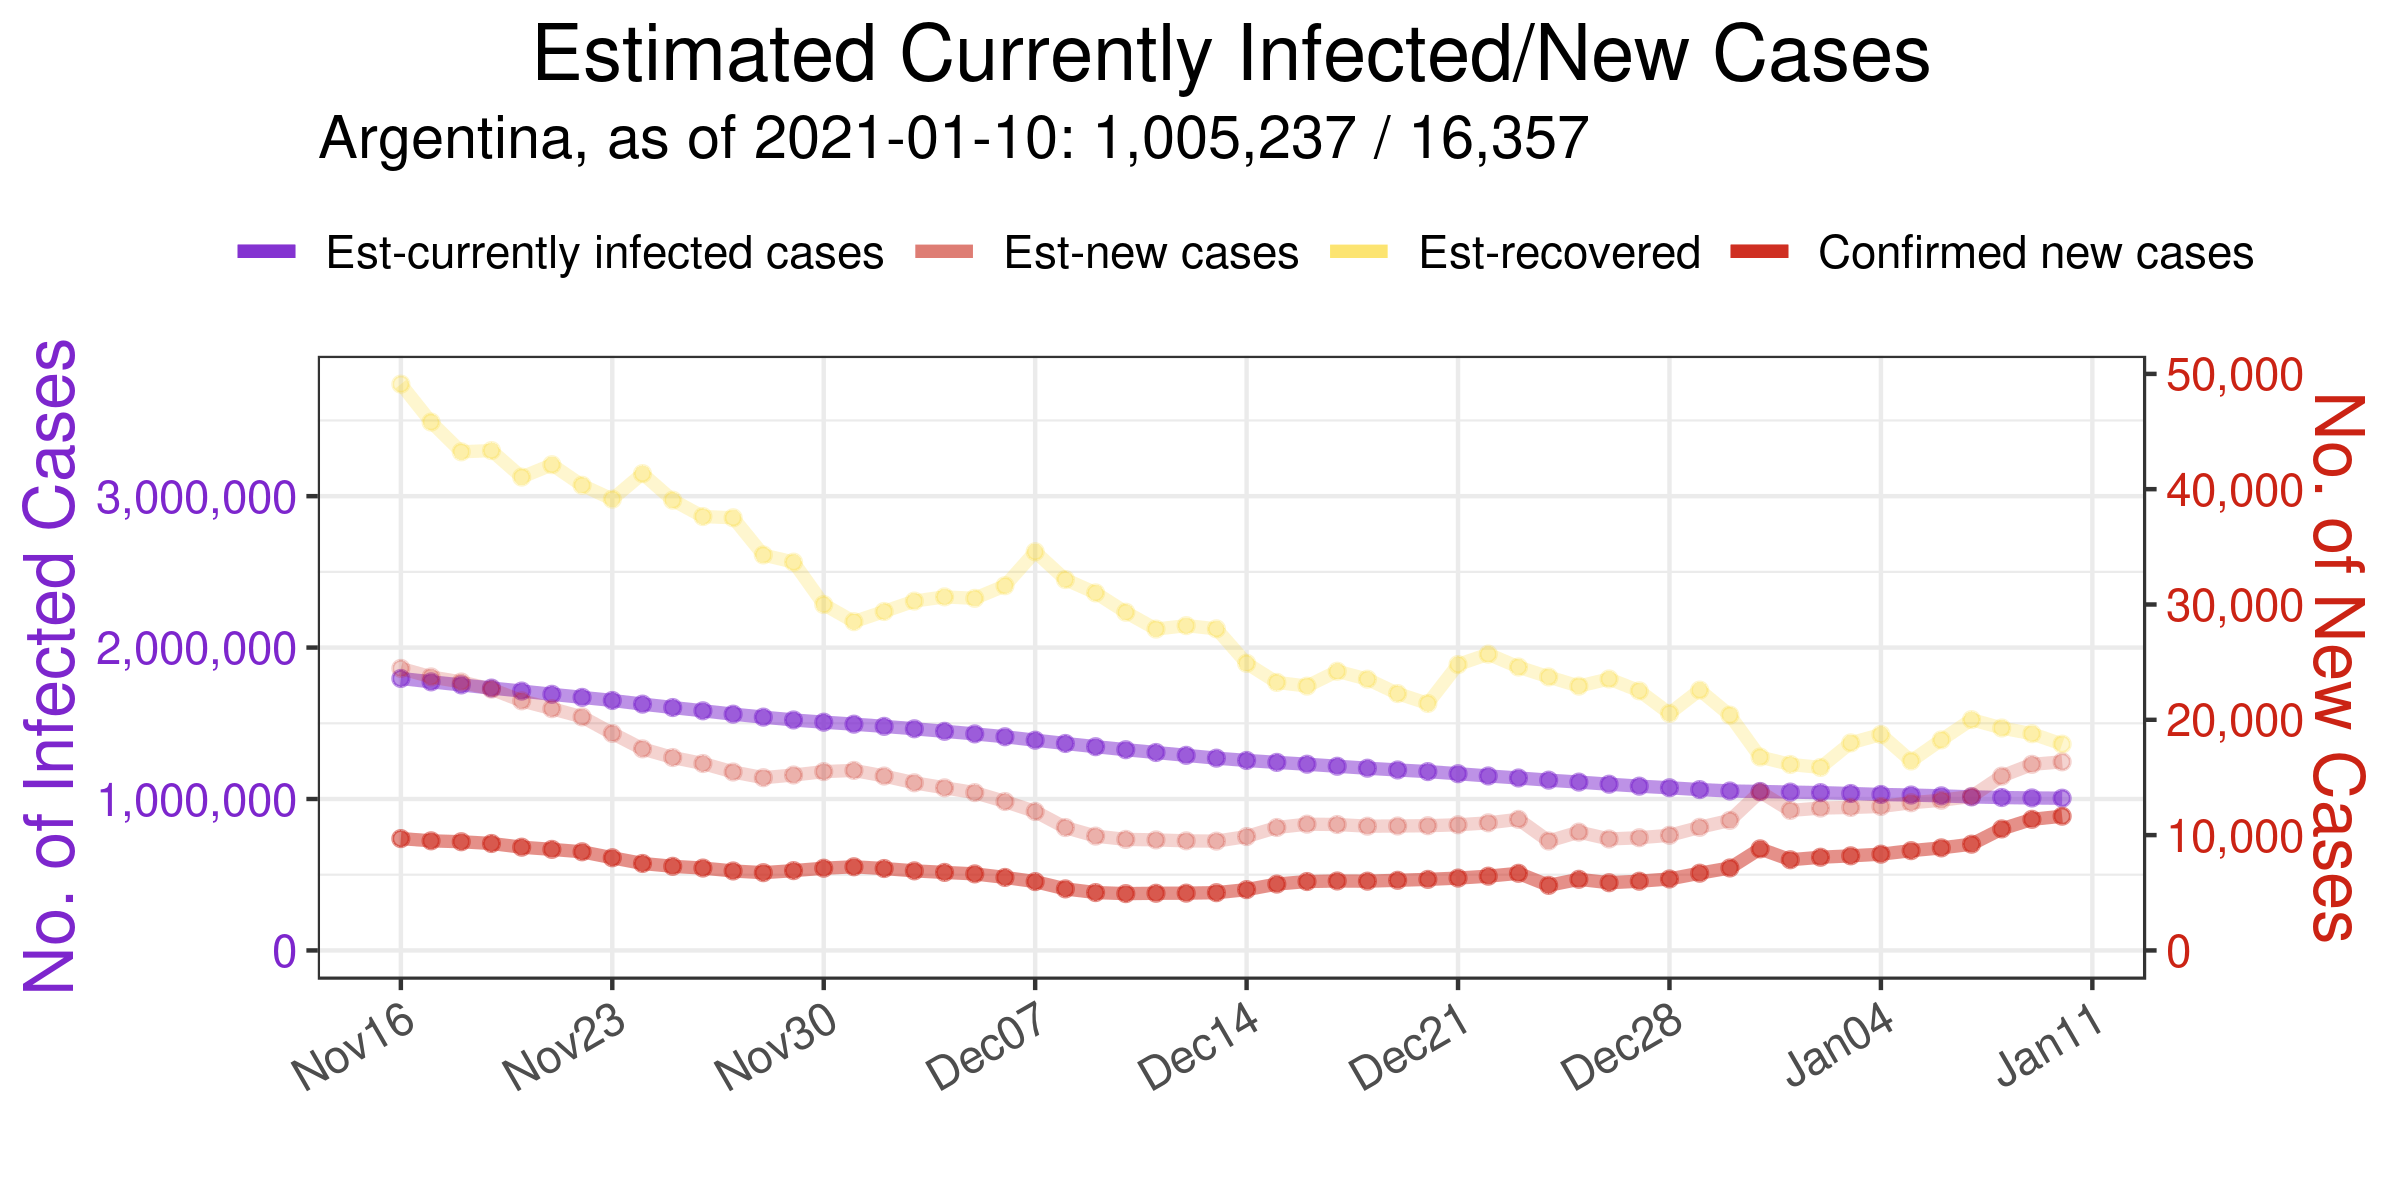 Estimated Currently Infected/New Cases
Argentina, as of 2021-01-10: 1,005,237 / 16,357
Est-currently infected cases Est-new cases Est-recovered Confirmed new cases
No. of Infected Cases
3,000,000
2,000,000
1,000,000
0
50,000
40,000
30,000
20,000
10,000
0
No. of New Cases
Nov16 Nov23 Nov30 Dec07 Dec14 Dec21 Dec28 Jan04 Jan11